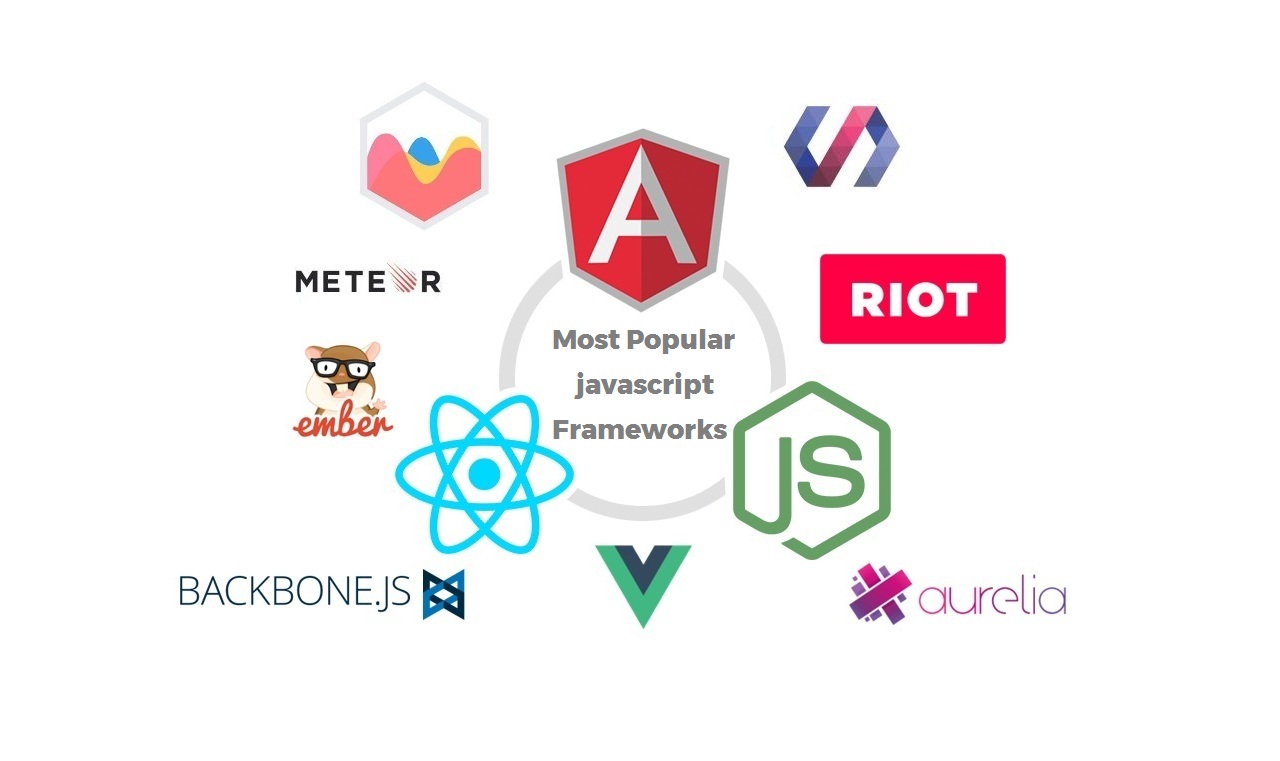 A
METEOR
RIOT
Most Popular
javascript
Frameworks
ember
JS
BACKBONE.JS
aurelia